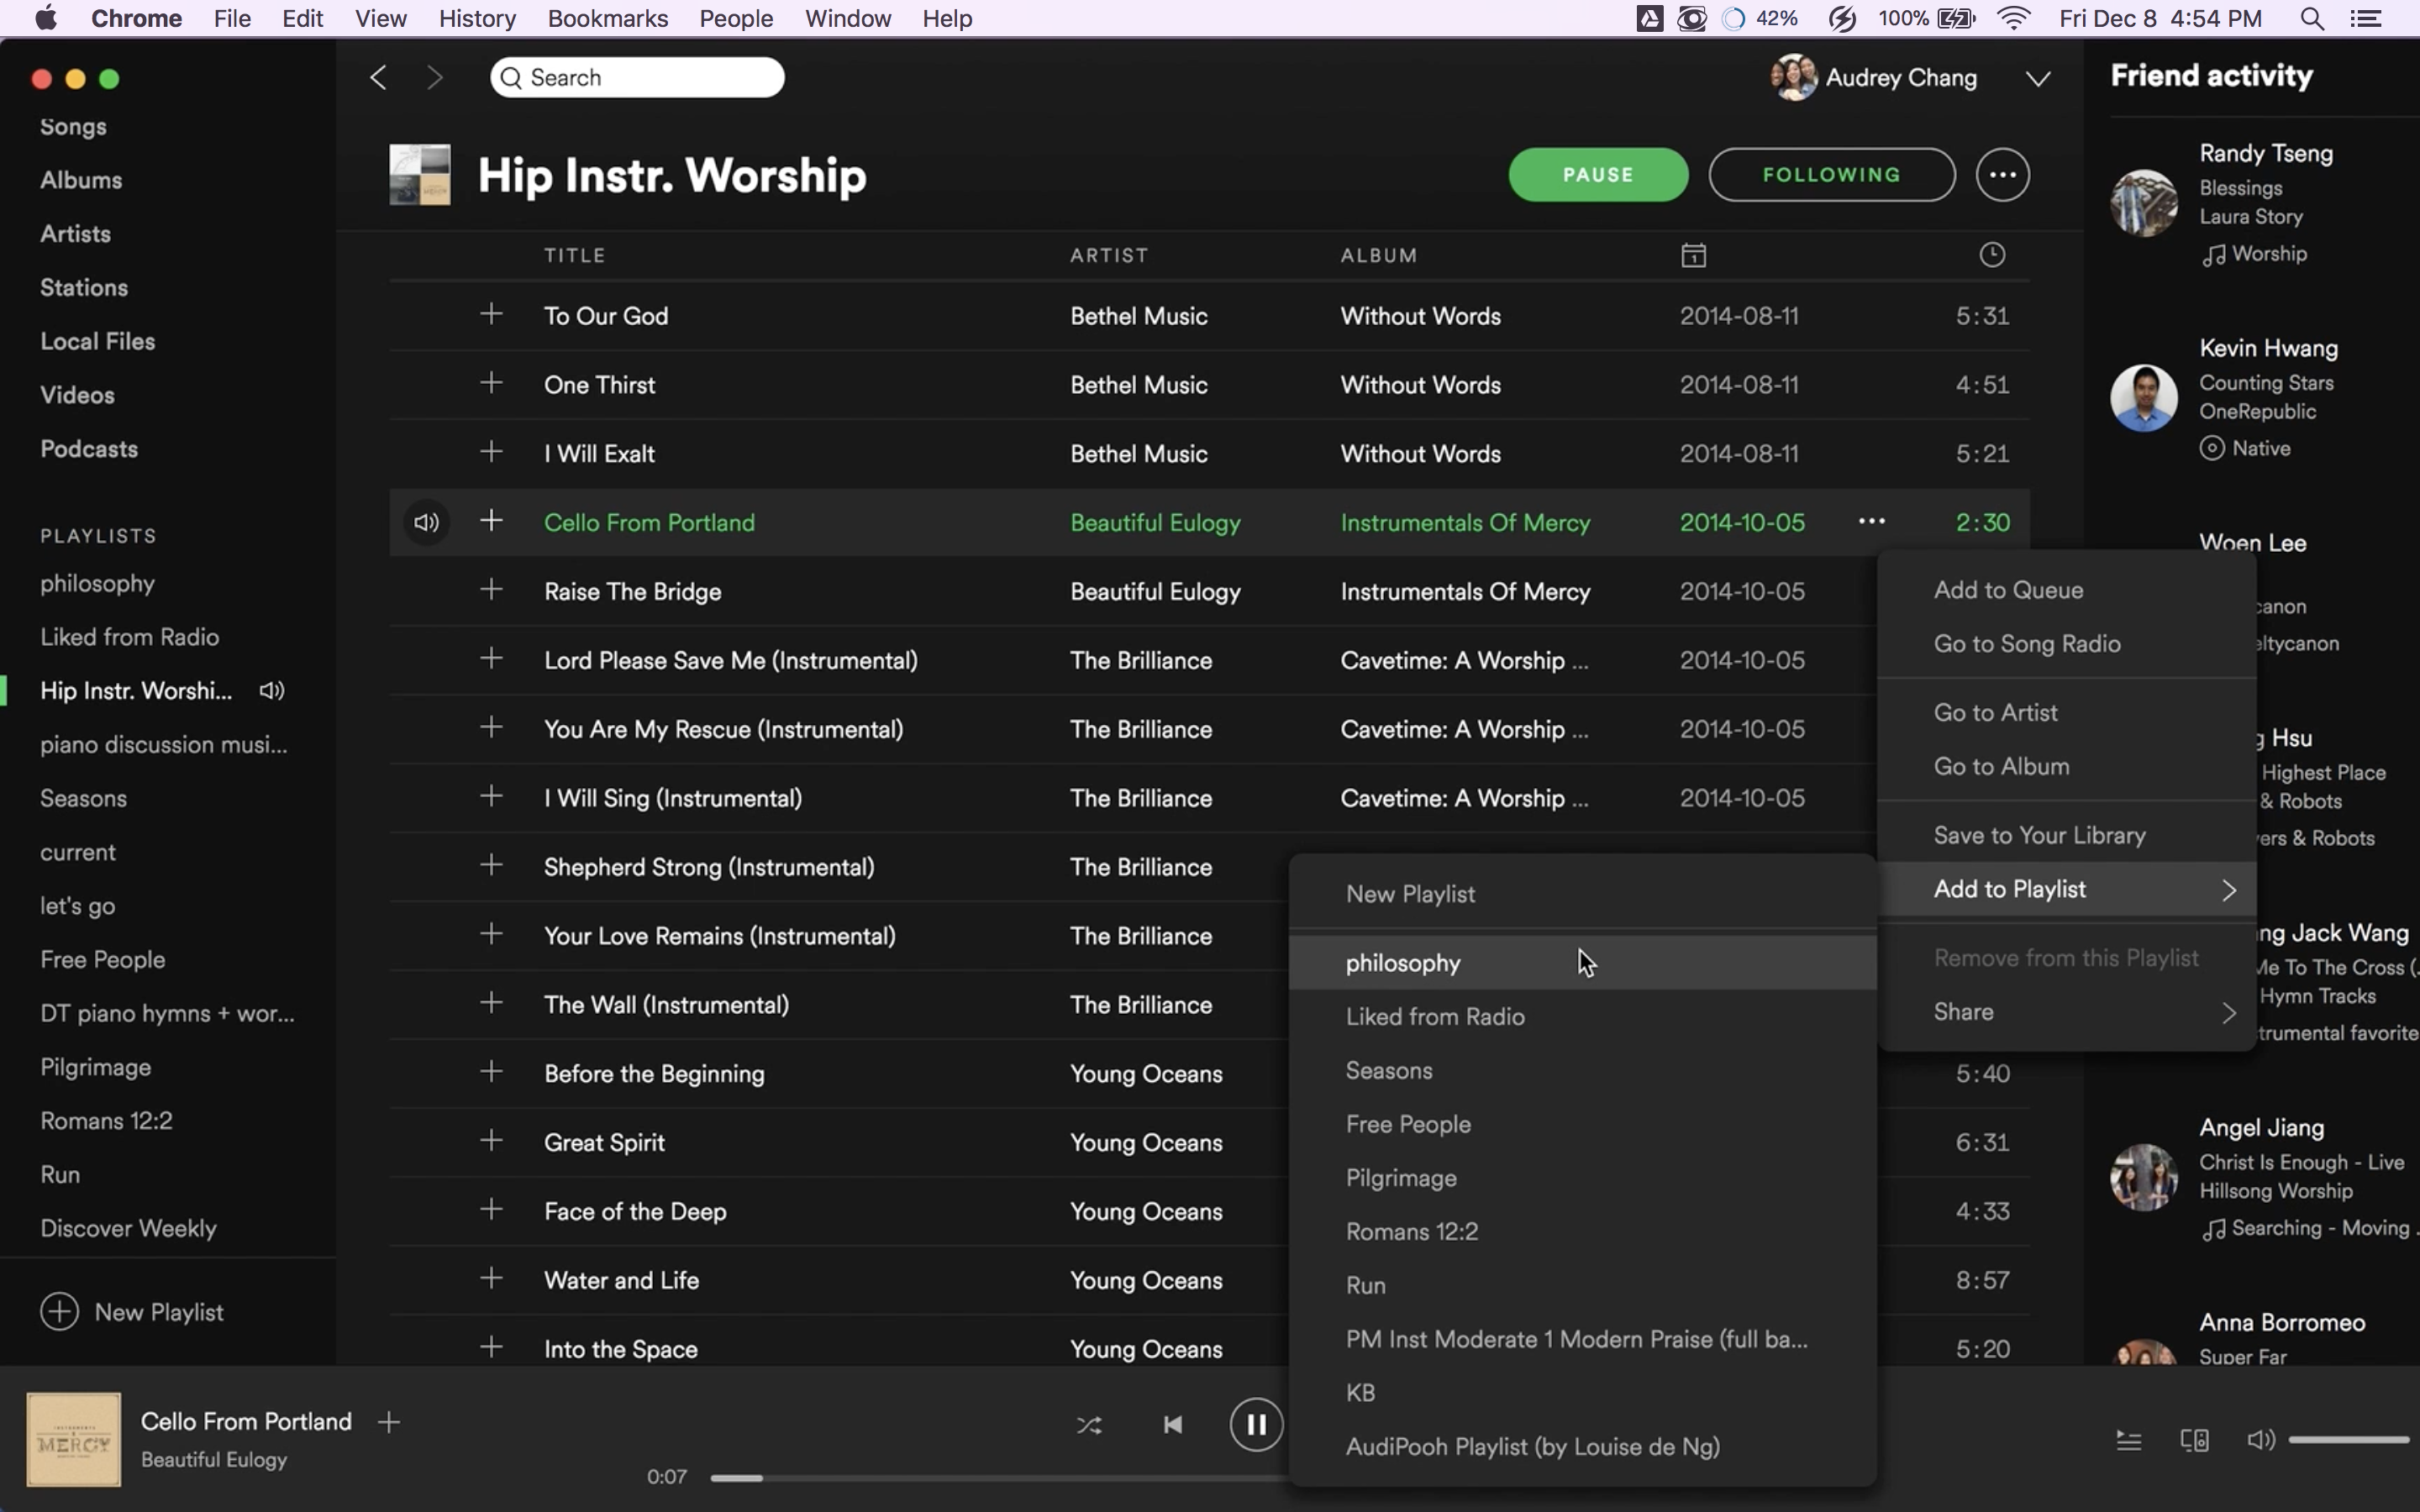 Chrome File Edit View History Bookmarks People Window Help 42% 100% Fri Dec 8 4:54 PM
Songs
Albums
Artists
Stations
Local Files
Videos
Podcasts
PLAYLISTS
philosophy
Liked from Radio
Hip Instr. Worshi...
piano discussion musi...
Seasons
current
let's go
Free People
DT piano hymns + wor...
Pilgrimage
Romans 12:2
Run
Discover Weekly
New Playlist
Search
Audrey Chang
Hip Instr. Worship
PAUSE
FOLLOWING
TITLE ARTIST ALBUM
To Our God Bethel Music Without Words 2014-08-11 5:31
One Thirst Bethel Music Without Words 2014-08-11 4:51
I Will Exalt Bethel Music Without Words 2014-08-11 5:21
Cello From Portland Beautiful Eulogy Instrumentals Of Mercy 2014-10-05 2:30
Raise The Bridge Beautiful Eulogy Instrumentals Of Mercy 2014-10-05
Lord Please Save Me (Instrumental) The Brilliance Cavetime: A Worship ... 2014-10-05
You Are My Rescue (Instrumental) The Brilliance Cavetime: A Worship ... 2014-10-05
I Will Sing (Instrumental) The Brilliance Cavetime: A Worship ... 2014-10-05
Shepherd Strong (Instrumental) The Brilliance
Your Love Remains (Instrumental) The Brilliance
The Wall (Instrumental) The Brilliance
Before the Beginning Young Oceans 5:40
Great Spirit Young Oceans 6:31
Face of the Deep Young Oceans 4:33
Water and Life Young Oceans 8:57
Into the Space Young Oceans 5:20
Add to Queue
Go to Song Radio
Go to Artist
Go to Album
Save to Your Library
Add to Playlist
Remove from this Playlist
Share
New Playlist
philosophy
Liked from Radio
Seasons
Free People
Pilgrimage
Romans 12:2
Run
PM Inst Moderate 1 Modern Praise (full ba...
KB
AudiPooh Playlist (by Louise de Ng)
Friend activity
Randy Tseng
Blessings
Laura Story
Worship
Kevin Hwang
Counting Stars
OneRepublic
Native
Woen Lee
canon
eltycanon
Hsu
Highest Place
& Robots
ers & Robots
ng Jack Wang
Me To The Cross (.
Hymn Tracks
trumental favorite
Angel Jiang
Christ Is Enough - Live
Hillsong Worship
Searching - Moving .
Anna Borromeo
Super Far
MERCY
Cello From Portland
Beautiful Eulogy
0:07